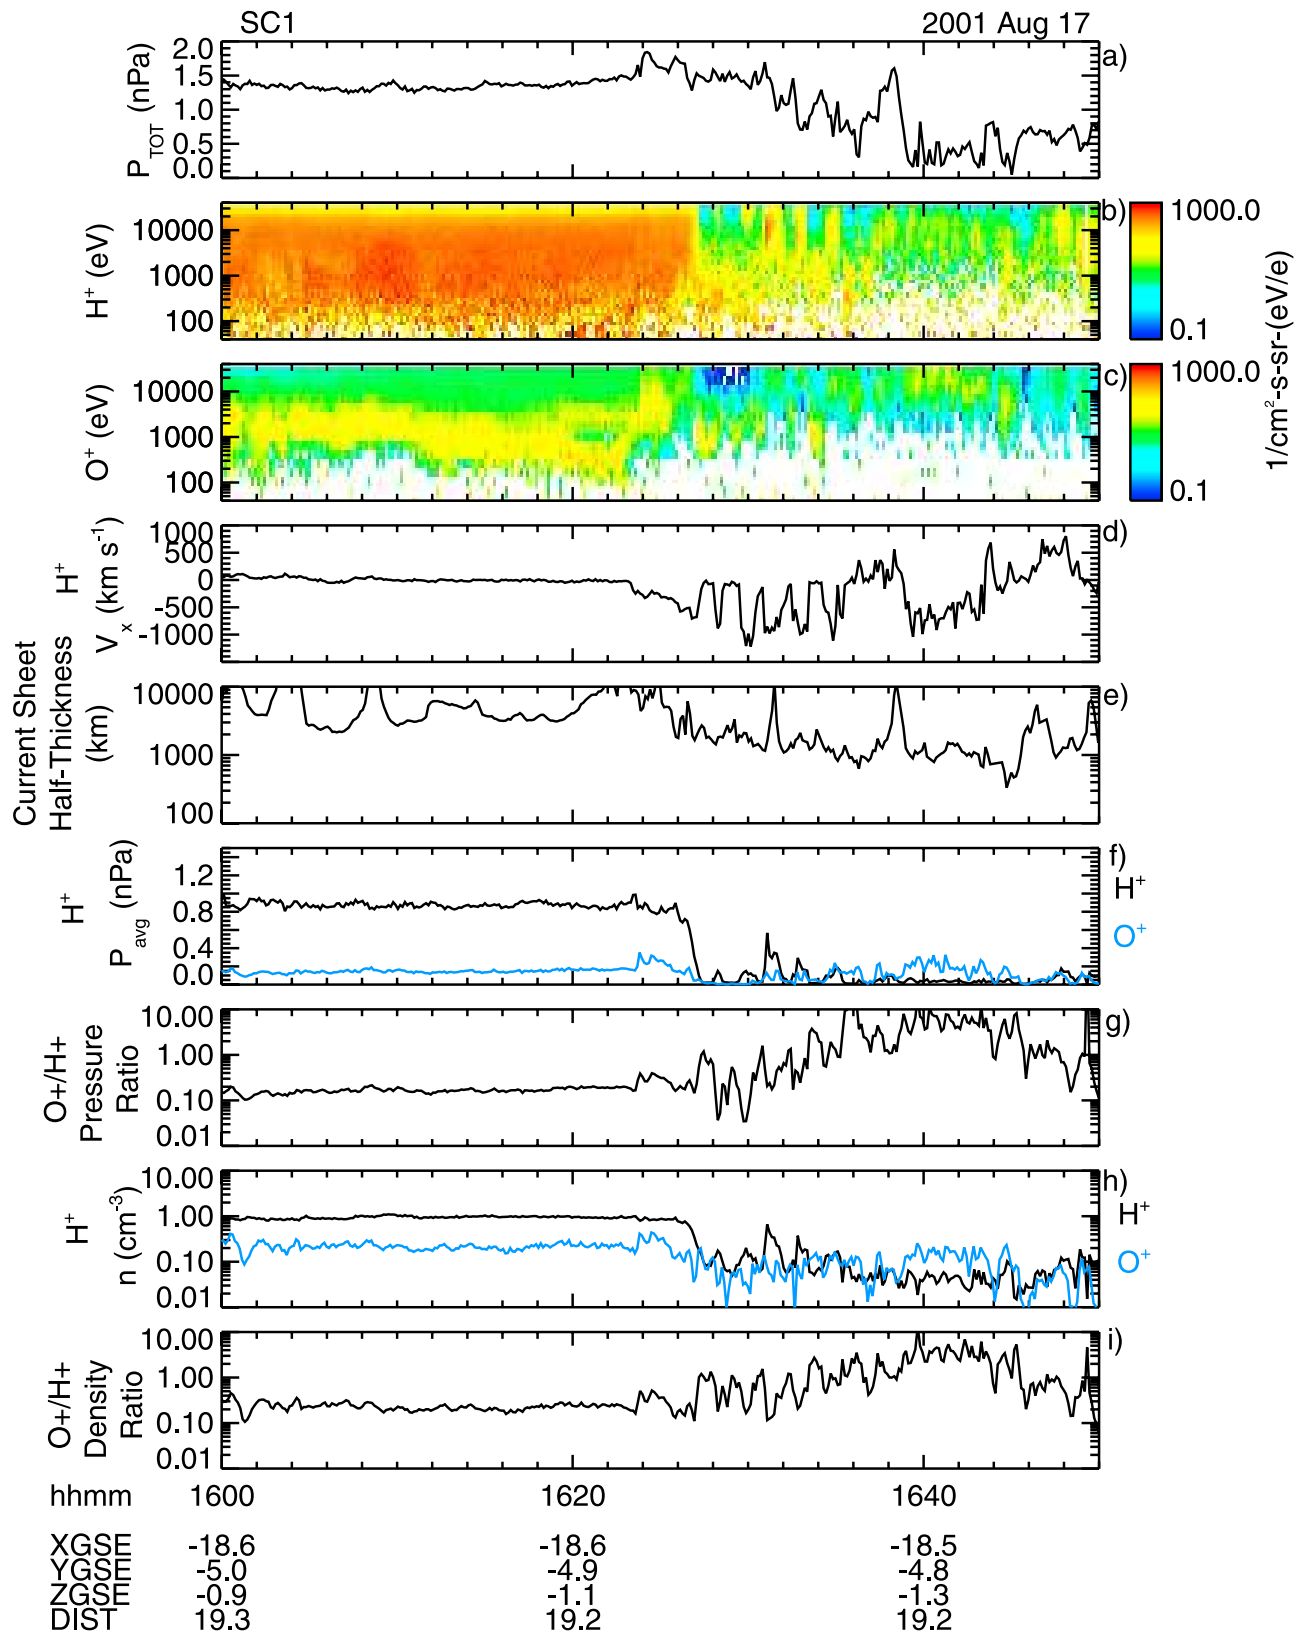 SC1 2001 Aug 17
a)
P_TOT (nPa)
2.0
1.5
1.0
0.5
0.0
b)
H⁺ (eV)
10000
1000
100
1000.0
0.1
c)
O⁺ (eV)
10000
1000
100
1000.0
0.1
1/cm²-s-sr-(eV/e)
d)
H⁺
V_x (km s⁻¹)
1000
500
0
-500
-1000
e)
Current Sheet
Half-Thickness
(km)
10000
1000
100
f)
H⁺
P_avg (nPa)
1.2
0.8
0.4
0.0
H⁺
O⁺
g)
O+/H+
Pressure
Ratio
10.00
1.00
0.10
0.01
h)
H⁺
n (cm⁻³)
10.00
1.00
0.10
0.01
H⁺
O⁺
i)
O+/H+
Density
Ratio
10.00
1.00
0.10
0.01
hhmm 1600 1620 1640
XGSE -18.6 -18.6 -18.5
YGSE -5.0 -4.9 -4.8
ZGSE -0.9 -1.1 -1.3
DIST 19.3 19.2 19.2